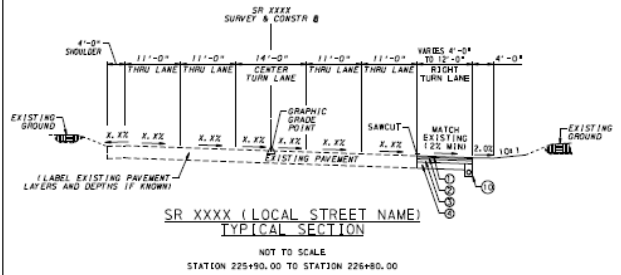 SR XXXX
SURVEY & CONSTR ȼ
4'-0"
SHOULDER
11'-0"
THRU LANE
11'-0"
THRU LANE
14'-0"
CENTER
TURN LANE
11'-0"
THRU LANE
11'-0"
THRU LANE
VARIES 4'-0"
TO 12'-0"
RIGHT
TURN LANE
4'-0"
EXISTING
GROUND
GRAPHIC
GRADE
POINT
SAWCUT
MATCH
EXISTING
(2% MIN)
EXISTING
GROUND
X.X%
X.X%
X.X%
X.X%
X.X%
X.X%
2.0%
10:1
EXISTING PAVEMENT
(LABEL EXISTING PAVEMENT
LAYERS AND DEPTHS IF KNOWN)
1
2
3
4
10
SR XXXX (LOCAL STREET NAME)
TYPICAL SECTION
NOT TO SCALE
STATION 225+90.00 TO STATION 226+80.00